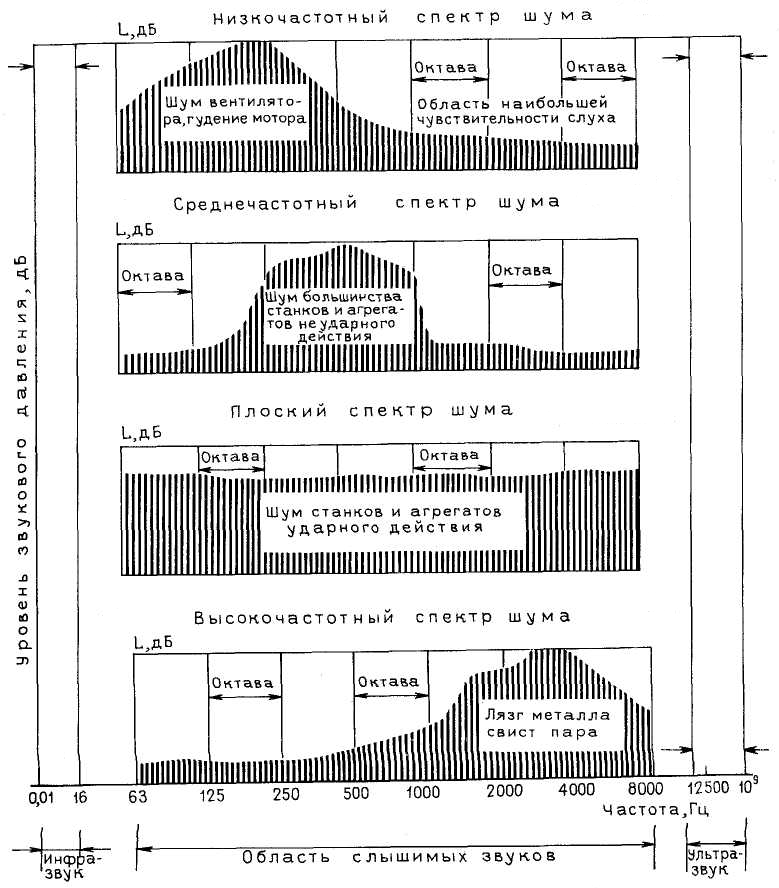 Низкочастотный спектр шума
L,дБ
Октава
Октава
Шум вентилято-
ра,гудение мотора
Область наибольшей
чувствительности слуха
Среднечастотный спектр шума
L,дБ
Октава
Октава
Шум большинства
станков и агрега-
тов не ударного
действия
Плоский спектр шума
L,дБ
Октава
Октава
Шум станков и агрегатов
ударного действия
Высокочастотный спектр шума
L,дБ
Октава
Октава
Лязг металла
свист пара
Уровень звукового давления, дБ
0,01 16 63 125 250 500 1000 2000 4000 8000 12500 10⁹
Частота,Гц
Инфра-
звук
Область слышимых звуков
Ультра-
звук